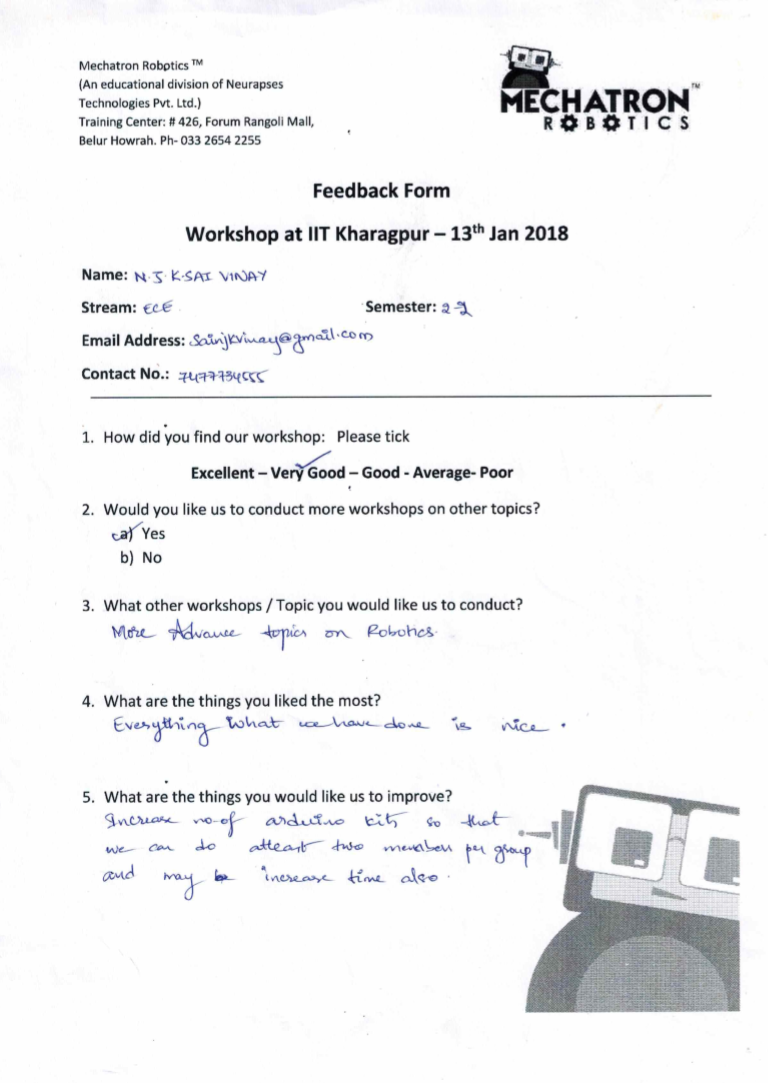 Mechatron Robotics ™
(An educational division of Neurapses
Technologies Pvt. Ltd.)
Training Center: # 426, Forum Rangoli Mall,
Belur Howrah. Ph- 033 2654 2255
MECHATRON™
ROBOTICS
Feedback Form
Workshop at IIT Kharagpur – 13th Jan 2018
Name: N.J.K.SAI VINAY
Stream: ECE
Semester: 2-
Email Address: Sainjkvinay@gmail.com
Contact No.: 7477734555
1. How did you find our workshop: Please tick
Excellent – Very Good – Good - Average- Poor
2. Would you like us to conduct more workshops on other topics?
a) Yes
b) No
3. What other workshops / Topic you would like us to conduct?
More Advance topics on Robotics.
4. What are the things you liked the most?
Everything what we have done is nice.
5. What are the things you would like us to improve?
Increase no.of arduino kits so that
we can do atleast two members per group
and may be increase time also.